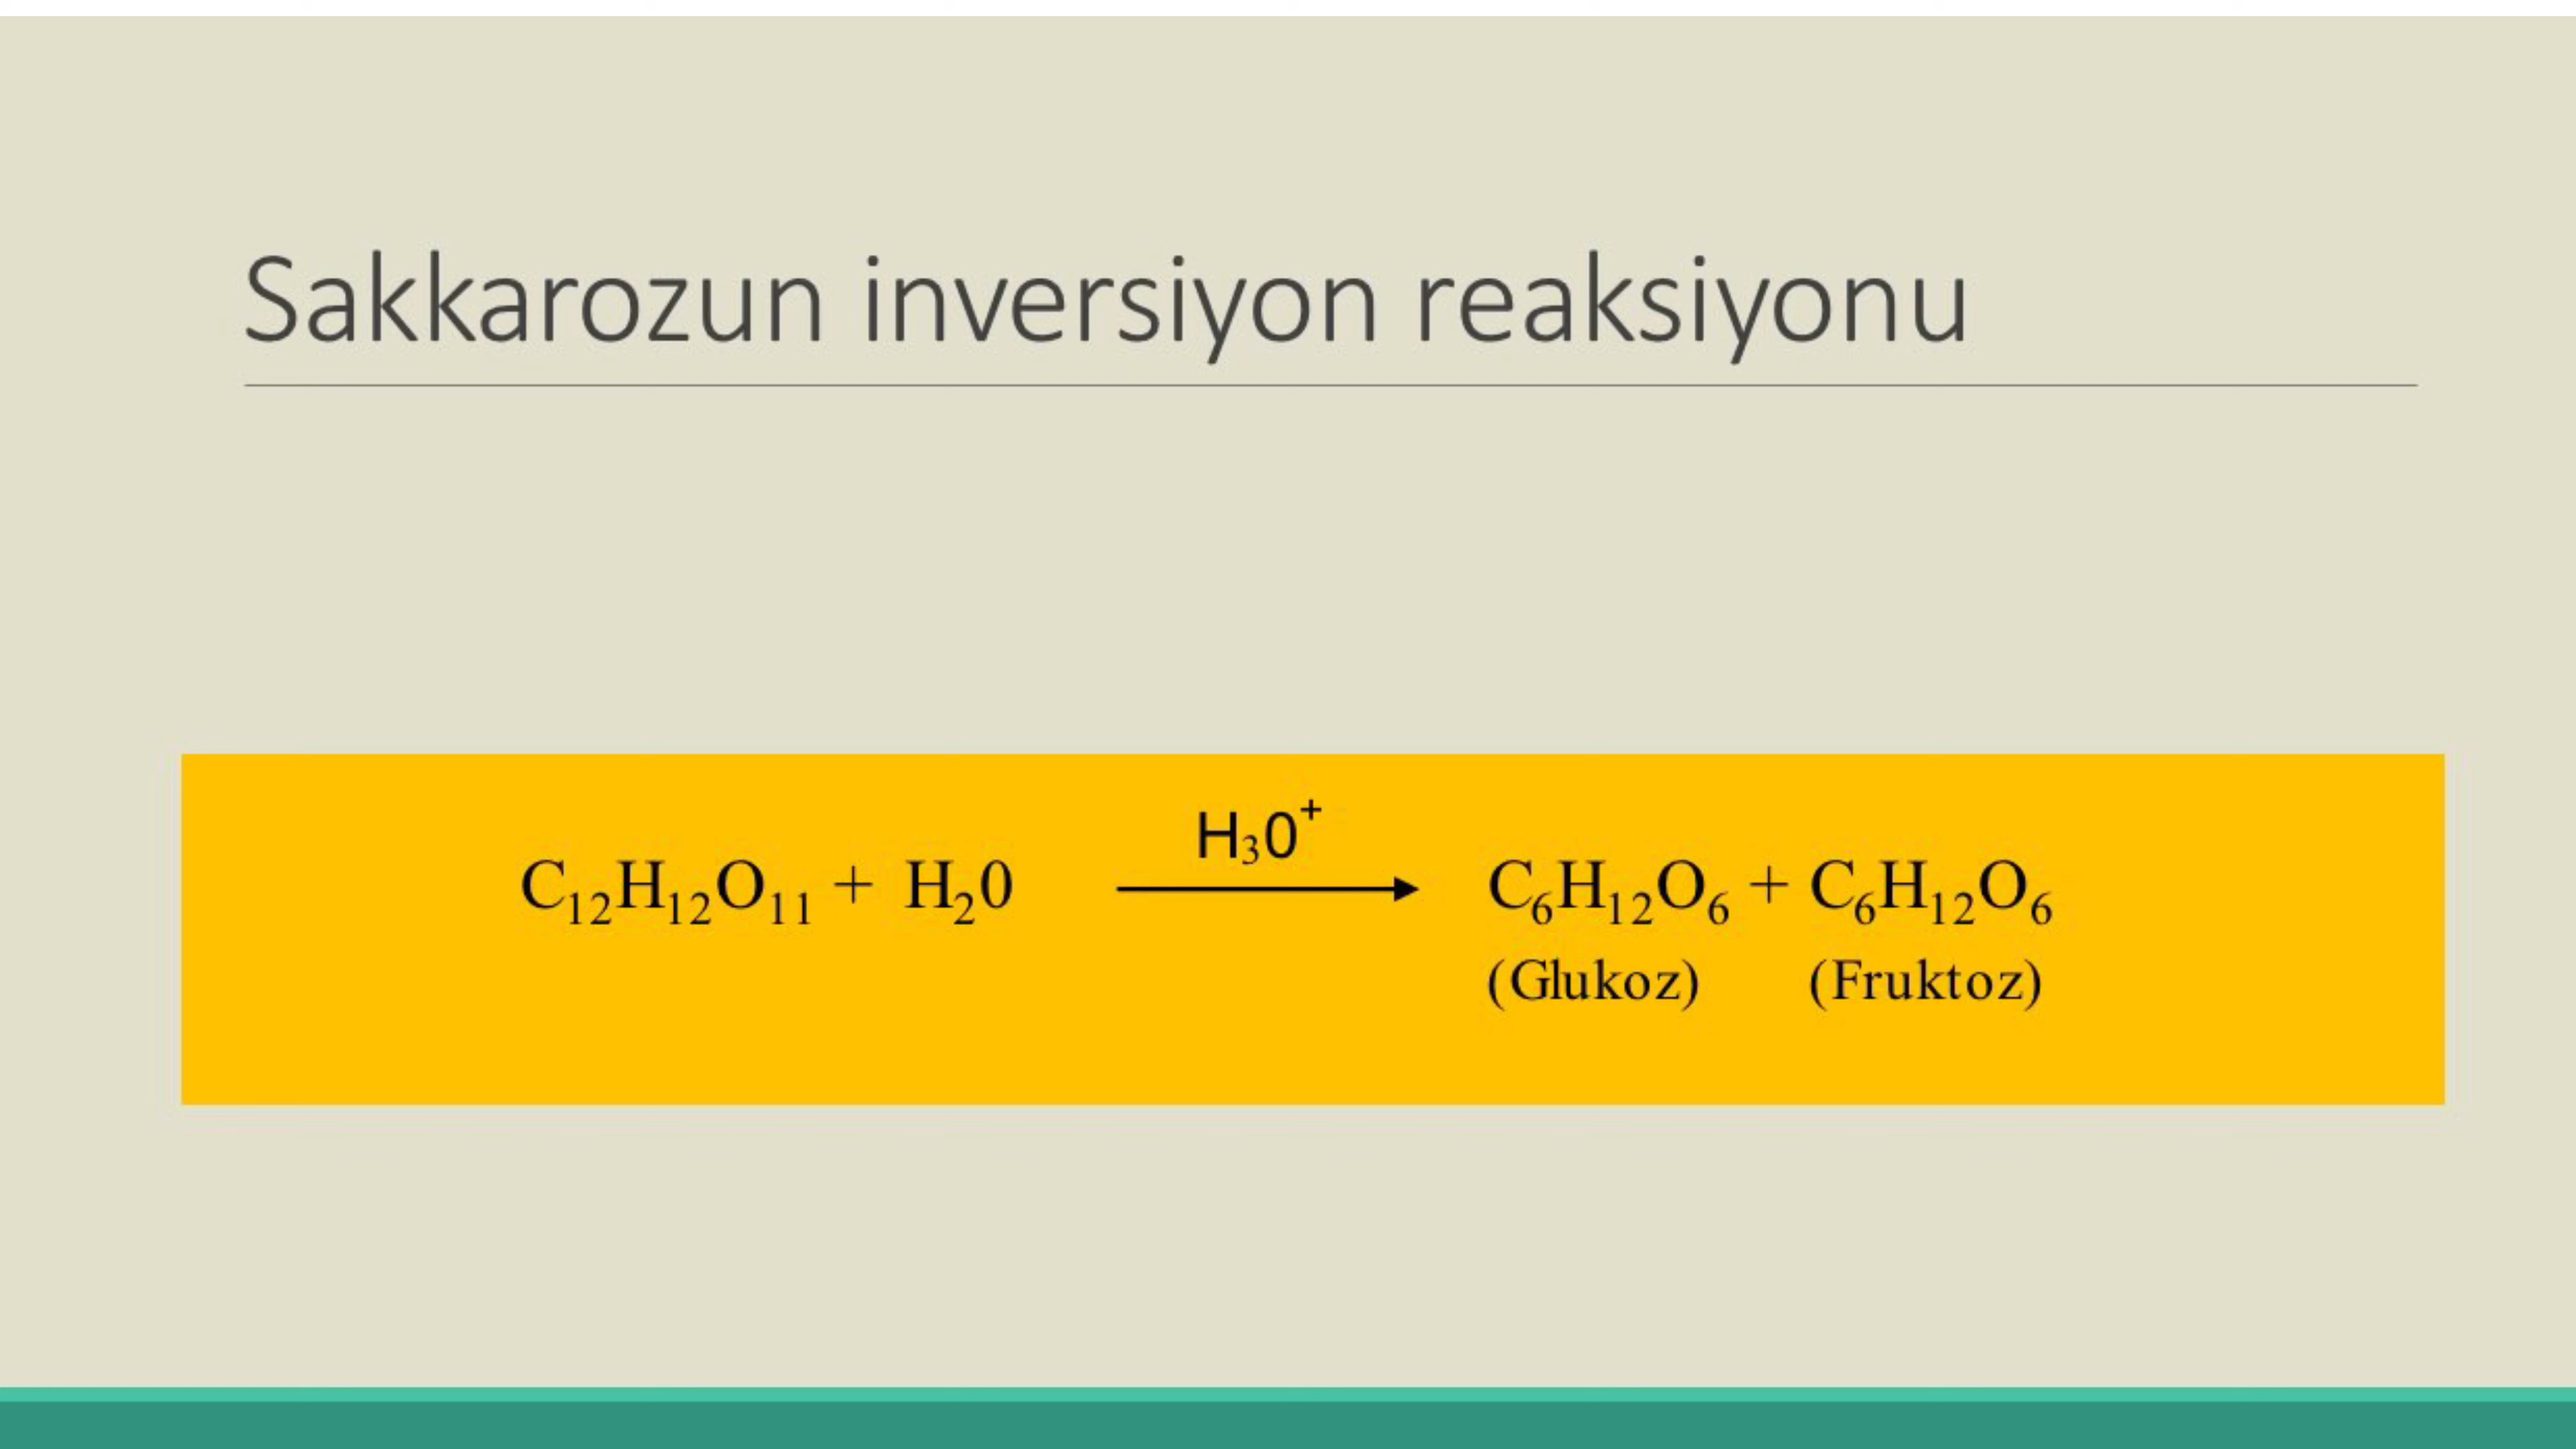 Sakkarozun inversiyon reaksiyonu
H₃0⁺
C₁₂H₁₂O₁₁ + H₂0 → C₆H₁₂O₆ + C₆H₁₂O₆
(Glukoz) (Fruktoz)